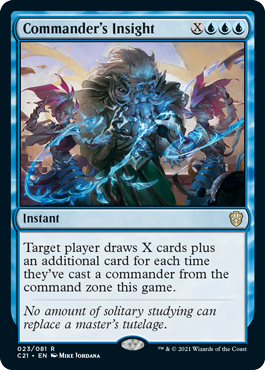 Commander's Insight X
Instant
Target player draws X cards plus
an additional card for each time
they've cast a commander from the
command zone this game.
No amount of solitary studying can
replace a master's tutelage.
023/081 R
C21 • EN Mike Jordana
™ & © 2021 Wizards of the Coast